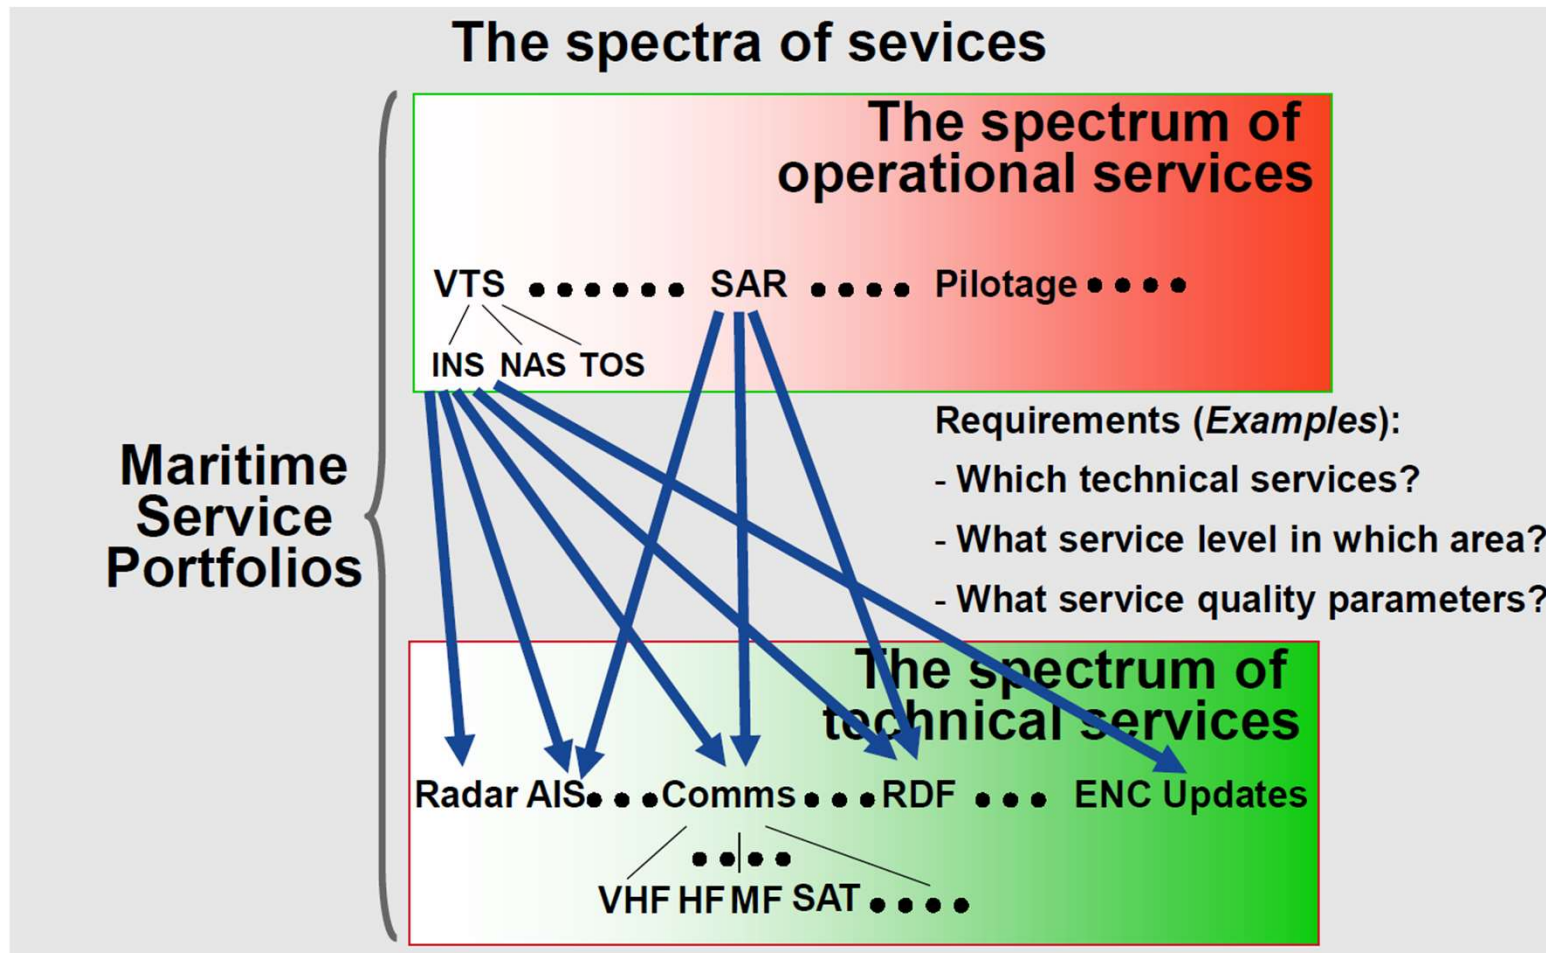 The spectra of sevices
The spectrum of
operational services
VTS ...... SAR .... Pilotage ....
INS NAS TOS
Maritime
Service
Portfolios
Requirements (Examples):
- Which technical services?
- What service level in which area?
- What service quality parameters?
The spectrum of
technical services
Radar AIS...Comms...RDF ... ENC Updates
....
VHF HF MF SAT ....